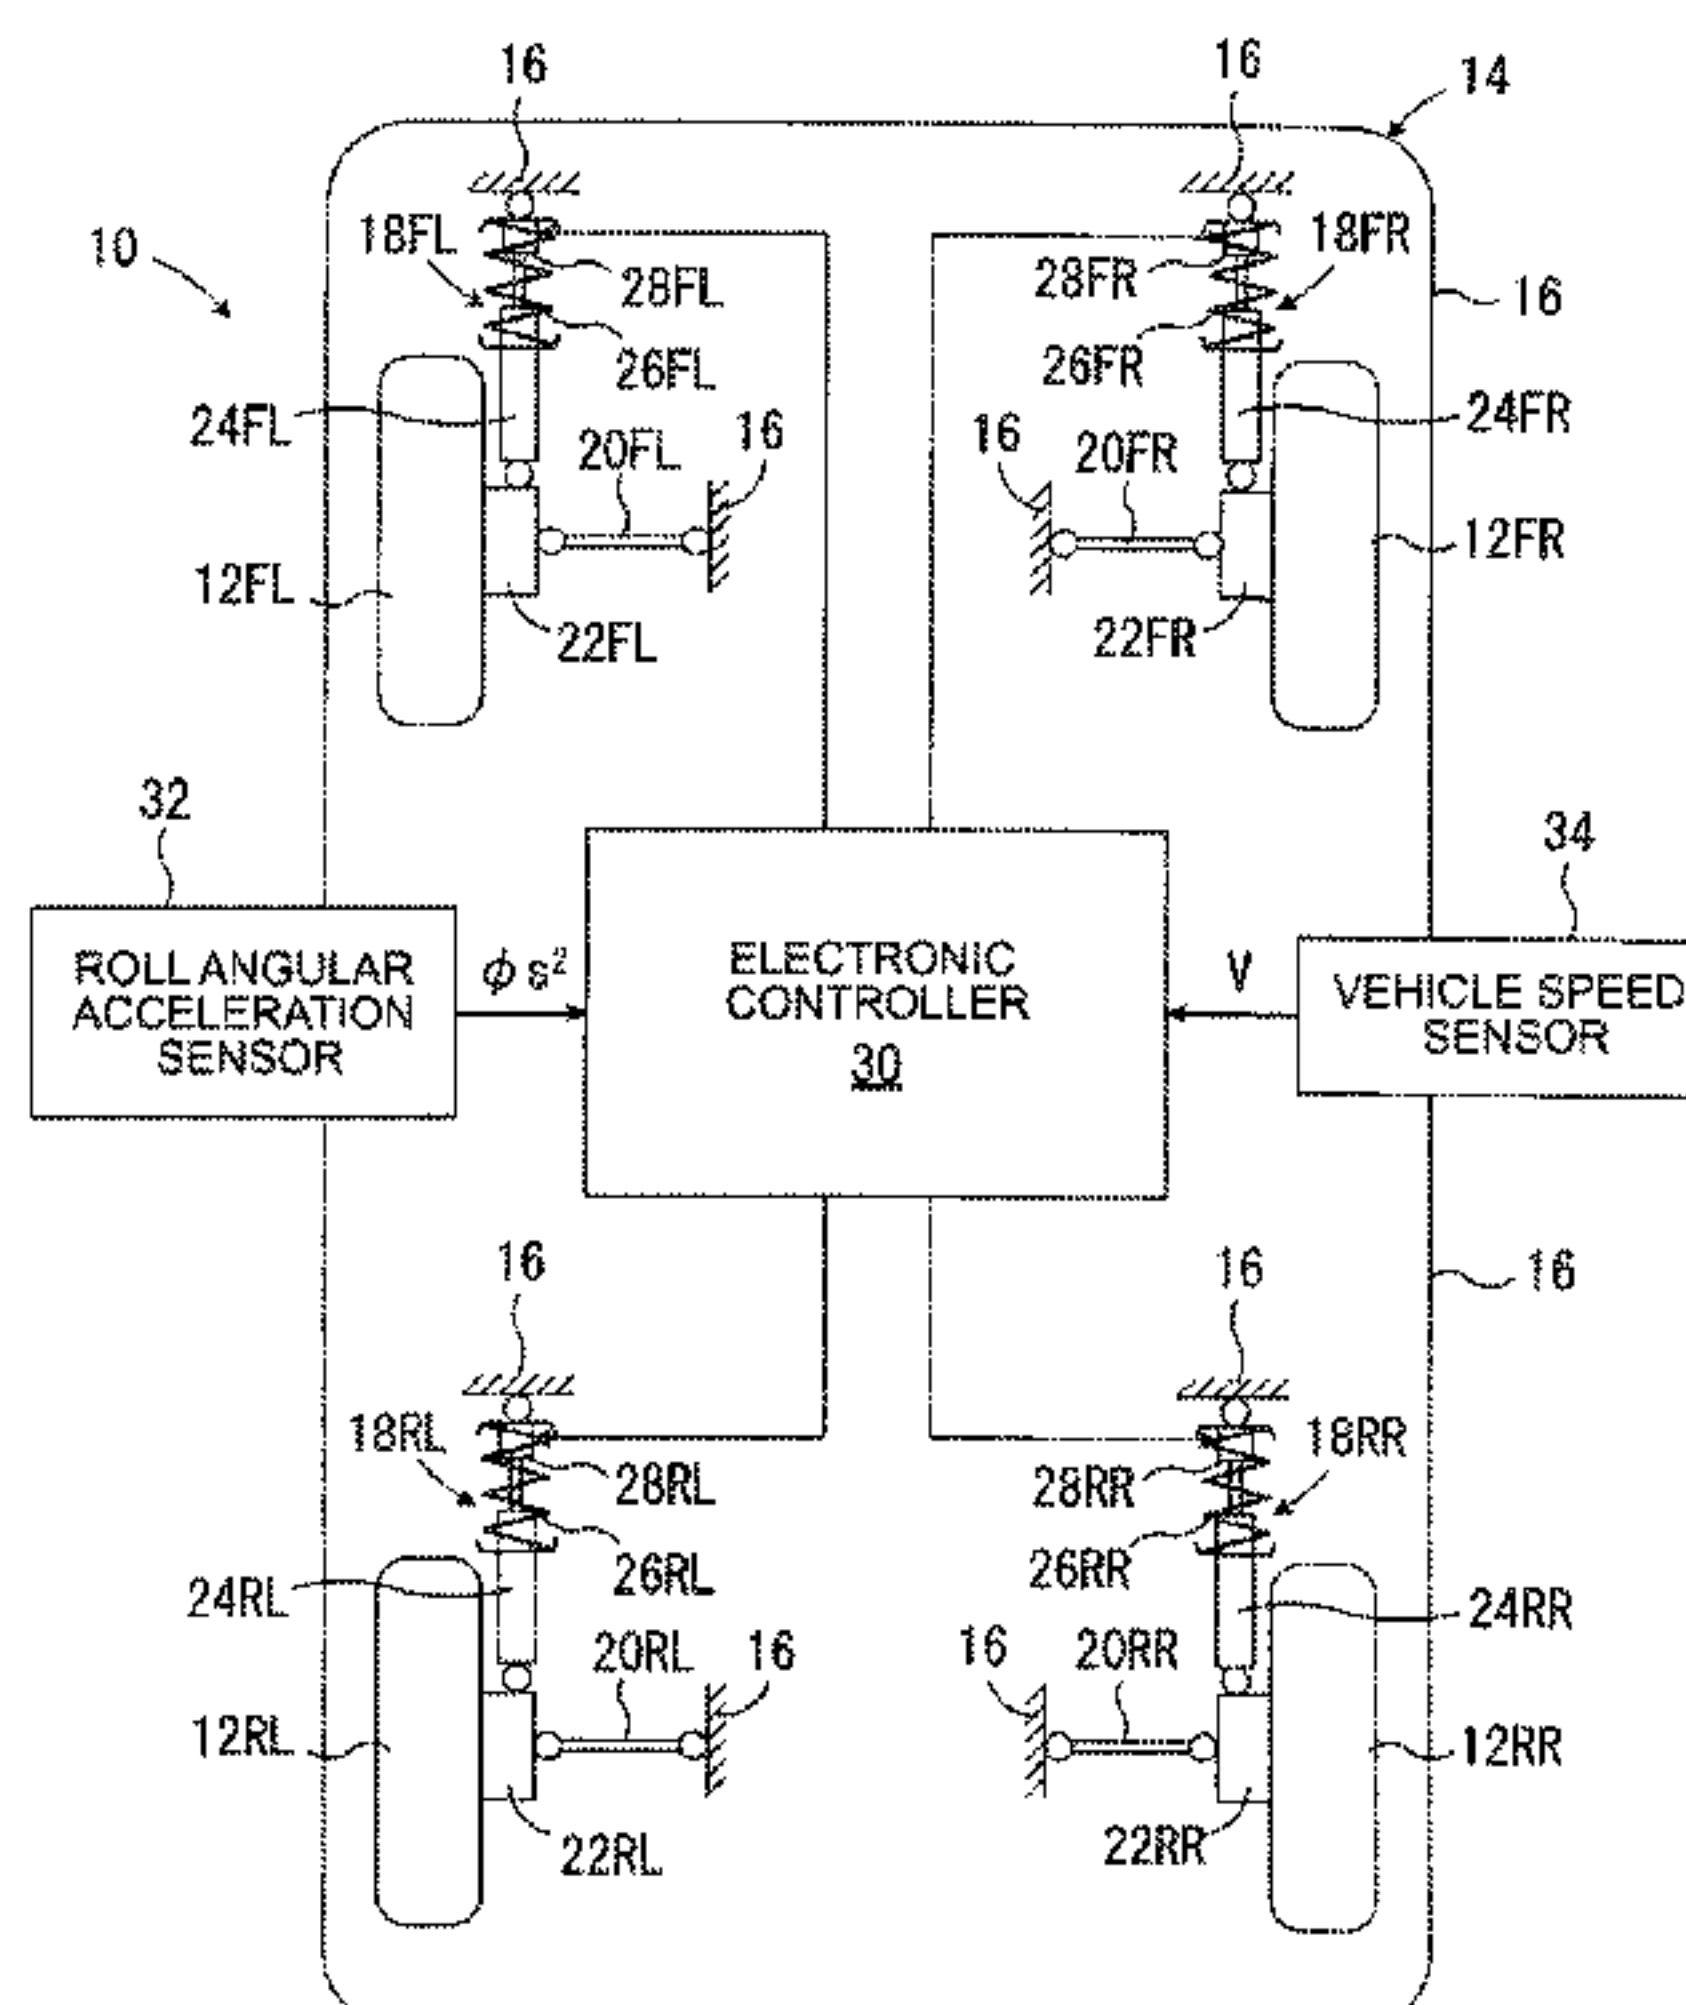 16
16
14
10
18FL
28FL
26FL
28FR
18FR
26FR
16
24FL
20FL
16
16
20FR
24FR
12FL
22FL
22FR
12FR
32
34
ROLL ANGULAR
ACCELERATION
SENSOR
ϕ s²
ELECTRONIC
CONTROLLER
30
V
VEHICLE SPEED
SENSOR
16
16
16
18RL
28RL
26RL
28RR
18RR
26RR
24RL
20RL
16
16
20RR
24RR
12RL
22RL
22RR
12RR